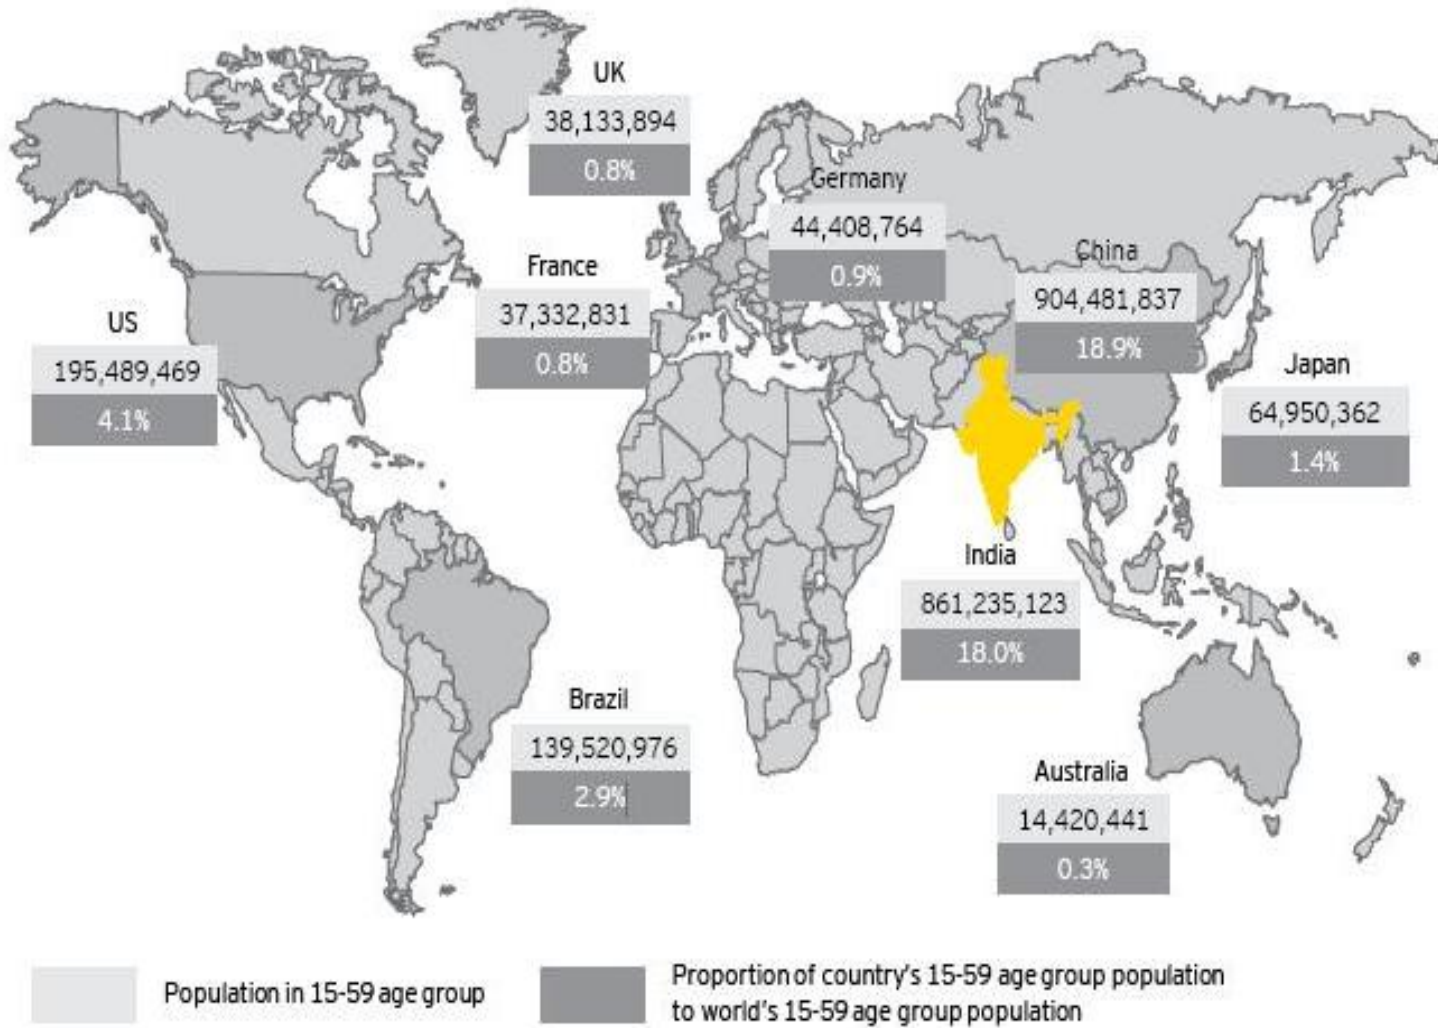 UK
38,133,894
0.8%
Germany
44,408,764
0.9%
China
904,481,837
18.9%
France
37,332,831
0.8%
US
195,489,469
4.1%
Japan
64,950,362
1.4%
India
861,235,123
18.0%
Brazil
139,520,976
2.9%
Australia
14,420,441
0.3%
Population in 15-59 age group
Proportion of country's 15-59 age group population
to world's 15-59 age group population